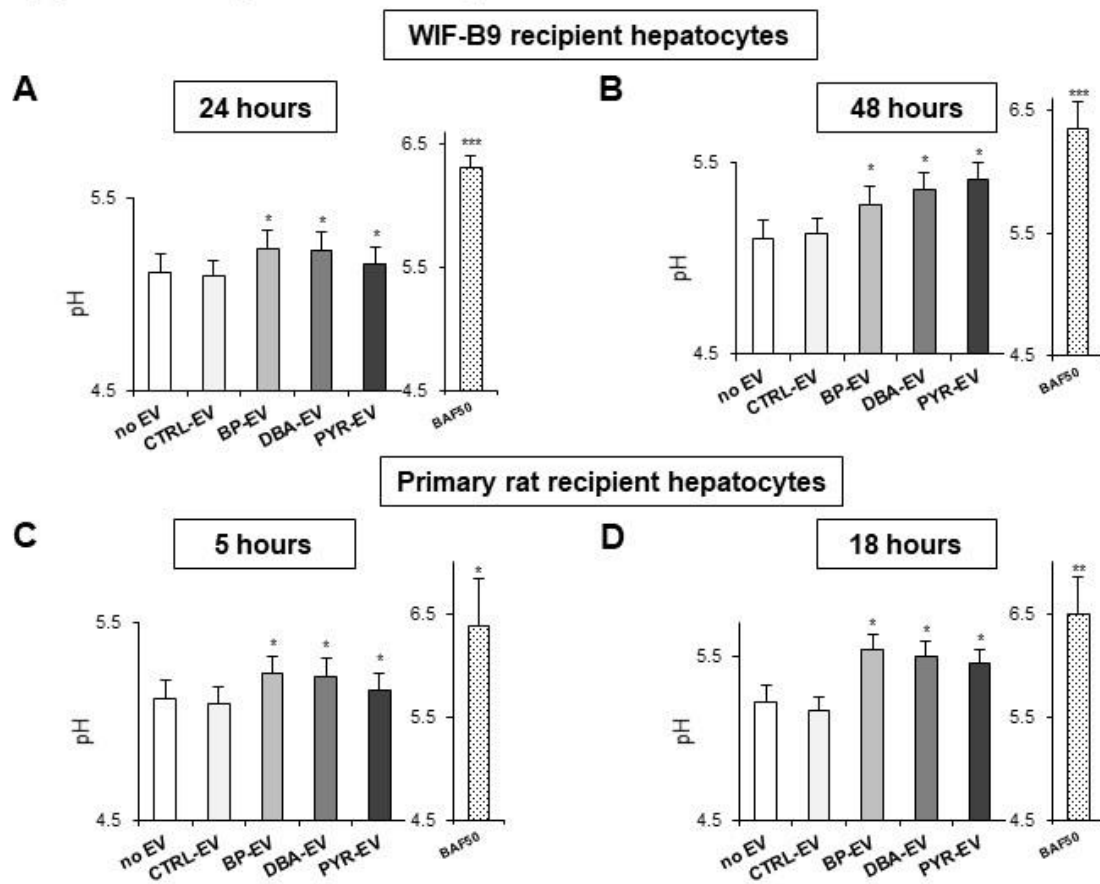 WIF-B9 recipient hepatocytes
A
24 hours
***
6.5
5.5
4.5
BAF50
pH
5.5
4.5
* * *
no EV CTRL-EV BP-EV DBA-EV PYR-EV
B
48 hours
***
6.5
5.5
4.5
BAF50
pH
5.5
4.5
* * *
no EV CTRL-EV BP-EV DBA-EV PYR-EV
Primary rat recipient hepatocytes
C
5 hours
*
6.5
5.5
4.5
BAF50
pH
5.5
4.5
* * *
no EV CTRL-EV BP-EV DBA-EV PYR-EV
D
18 hours
**
6.5
5.5
4.5
BAF50
pH
5.5
4.5
* * *
no EV CTRL-EV BP-EV DBA-EV PYR-EV